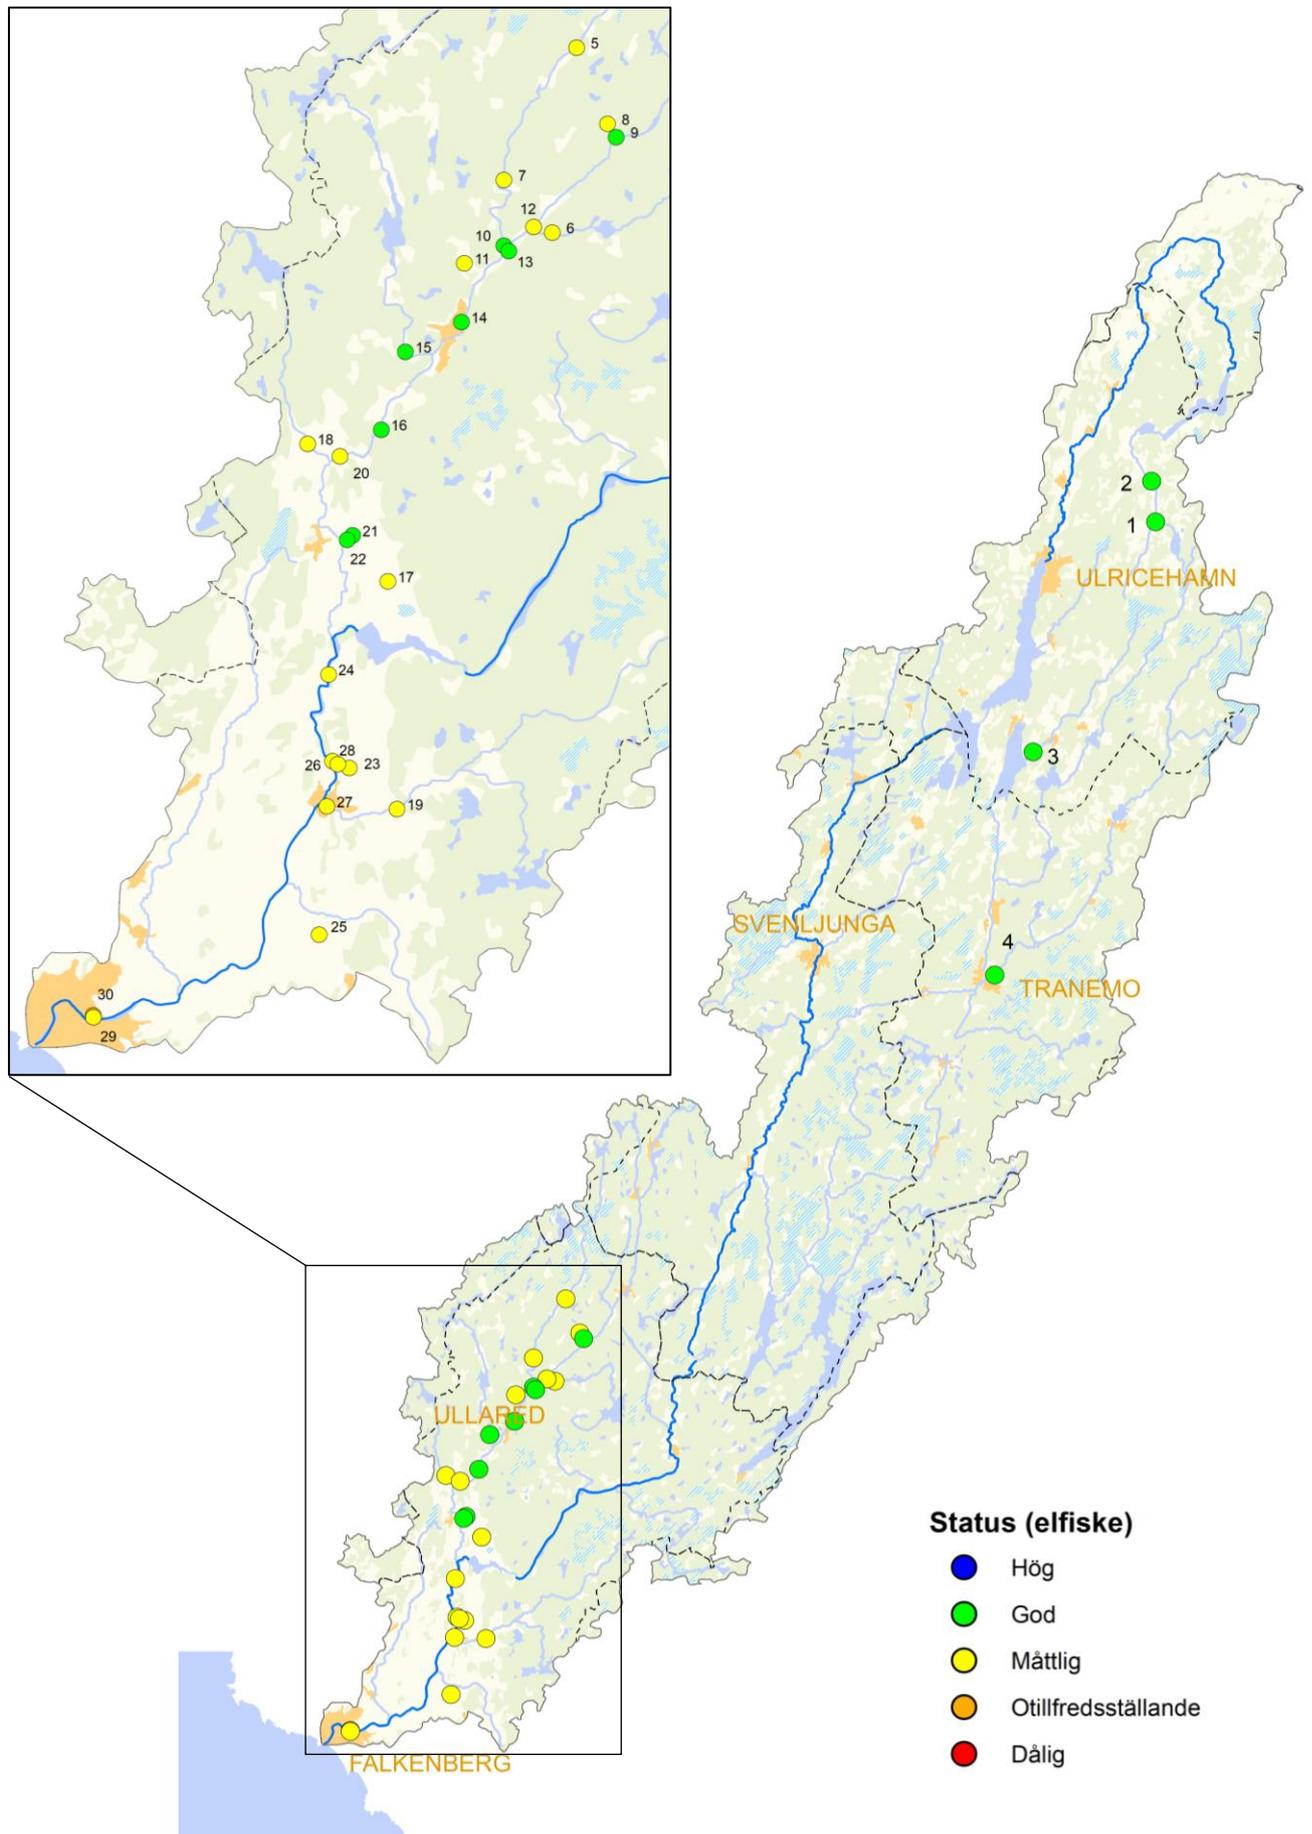 5
8
9
7
12
6
10
13
11
14
15
16
18
20
21
22
17
24
28
26
23
27
19
25
30
29
2
1
ULRICEHAMN
3
SVENLJUNGA
4
TRANEMO
ULLARED
FALKENBERG
Status (elfiske)
Hög
God
Måttlig
Otillfredsställande
Dålig